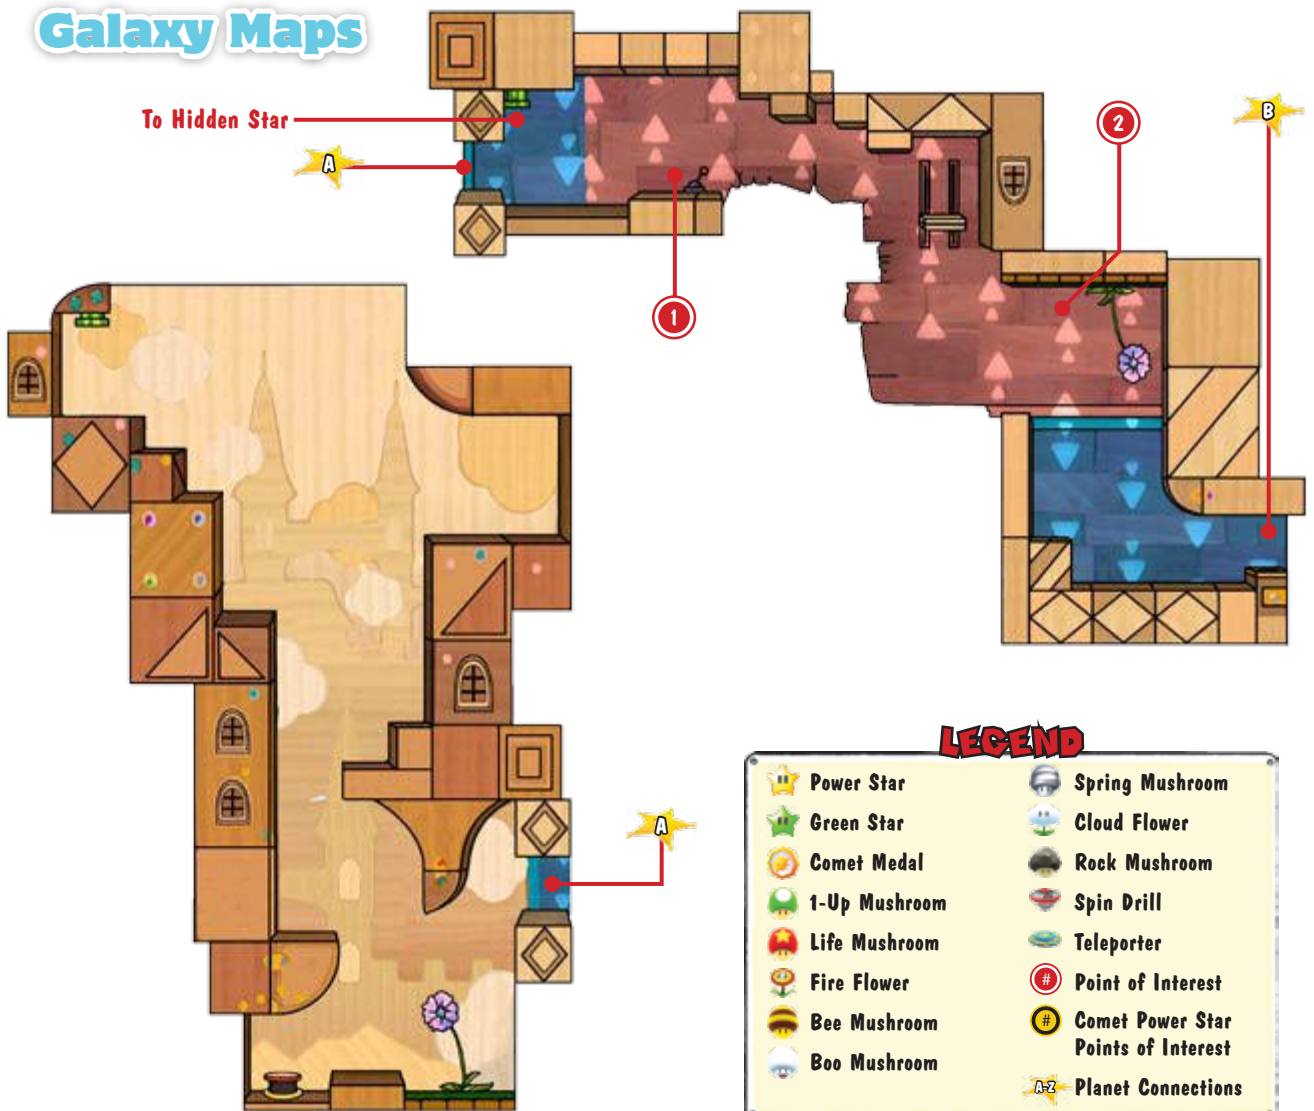 Galaxy Maps
To Hidden Star
A
1
2
B
A
LEGEND
Power Star
Green Star
Comet Medal
1-Up Mushroom
Life Mushroom
Fire Flower
Bee Mushroom
Boo Mushroom
Spring Mushroom
Cloud Flower
Rock Mushroom
Spin Drill
Teleporter
# Point of Interest
# Comet Power Star
Points of Interest
A-Z Planet Connections